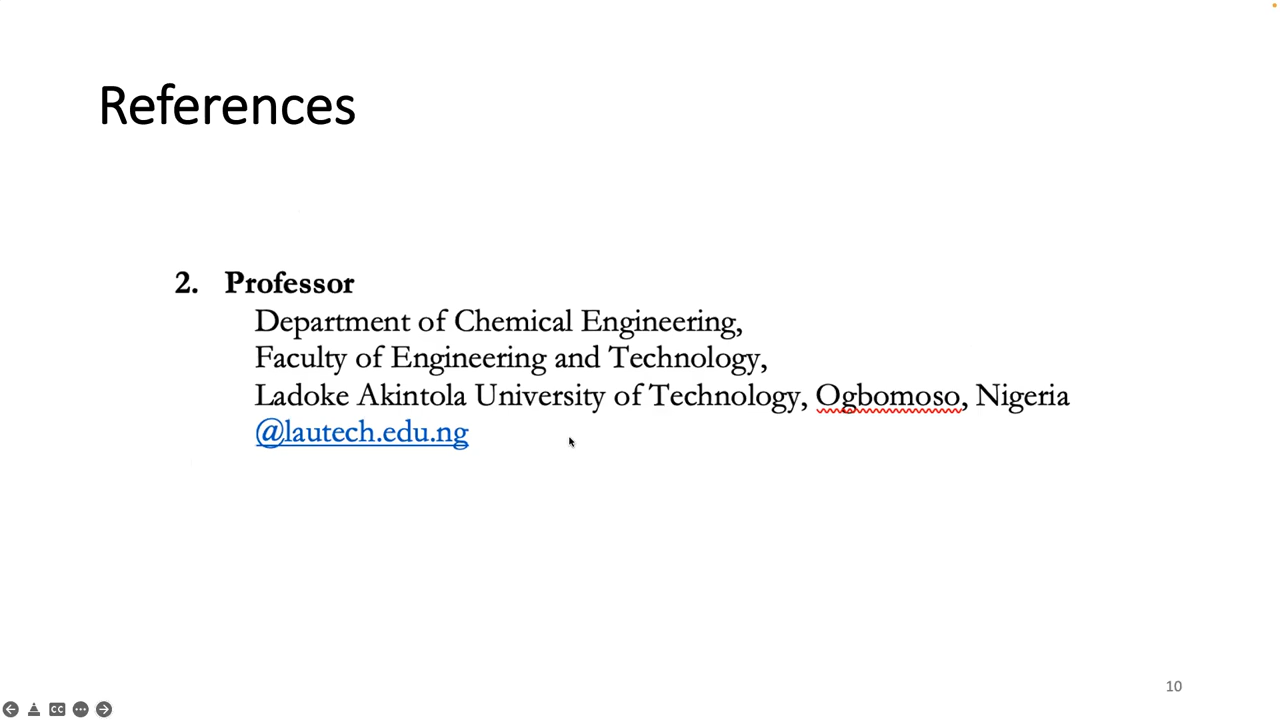 References
2. Professor
Department of Chemical Engineering,
Faculty of Engineering and Technology,
Ladoke Akintola University of Technology, Ogbomoso, Nigeria
@lautech.edu.ng
10
CC